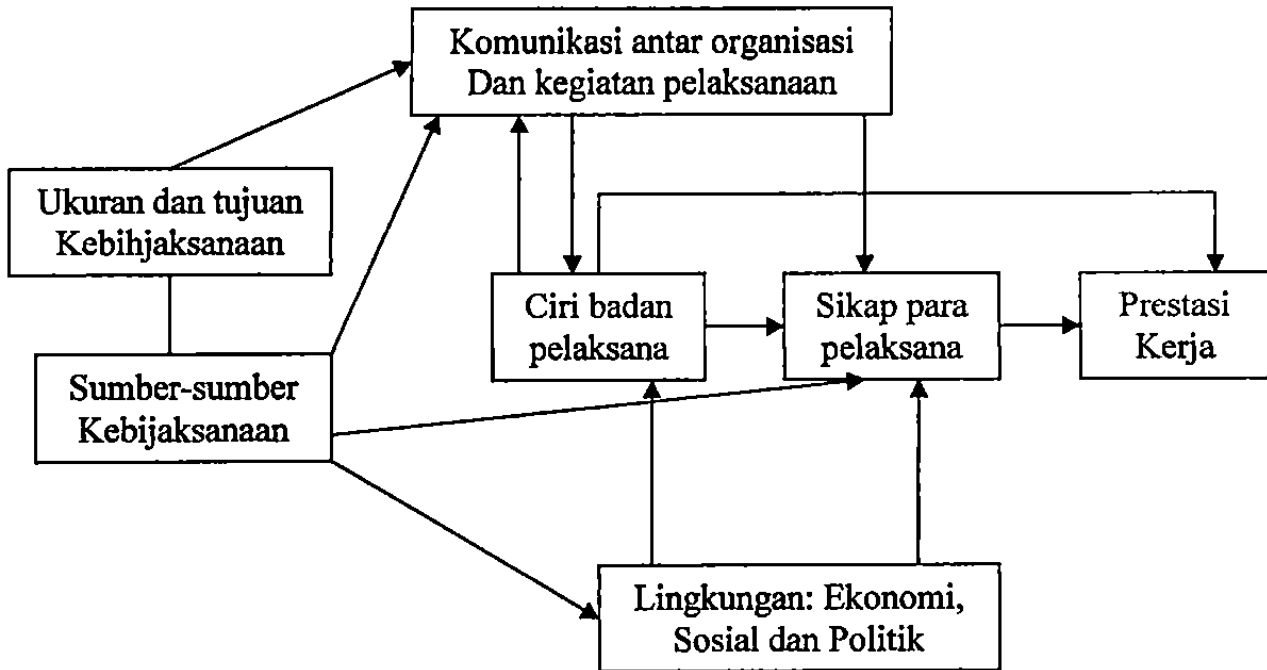 Komunikasi antar organisasi
Dan kegiatan pelaksanaan
Ukuran dan tujuan
Kebihjaksanaan
Ciri badan
pelaksana
Sikap para
pelaksana
Prestasi
Kerja
Sumber-sumber
Kebijaksanaan
Lingkungan: Ekonomi,
Sosial dan Politik